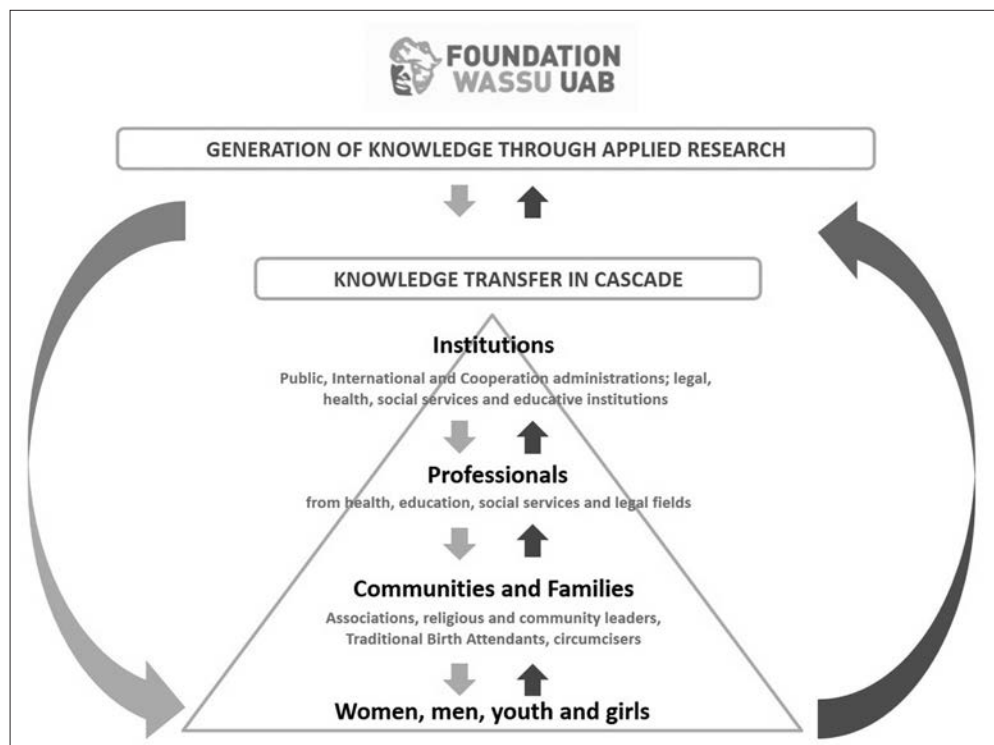 FOUNDATION
WASSU UAB
GENERATION OF KNOWLEDGE THROUGH APPLIED RESEARCH
KNOWLEDGE TRANSFER IN CASCADE
Institutions
Public, International and Cooperation administrations; legal,
health, social services and educative institutions
Professionals
from health, education, social services and legal fields
Communities and Families
Associations, religious and community leaders,
Traditional Birth Attendants, circumcisers
Women, men, youth and girls